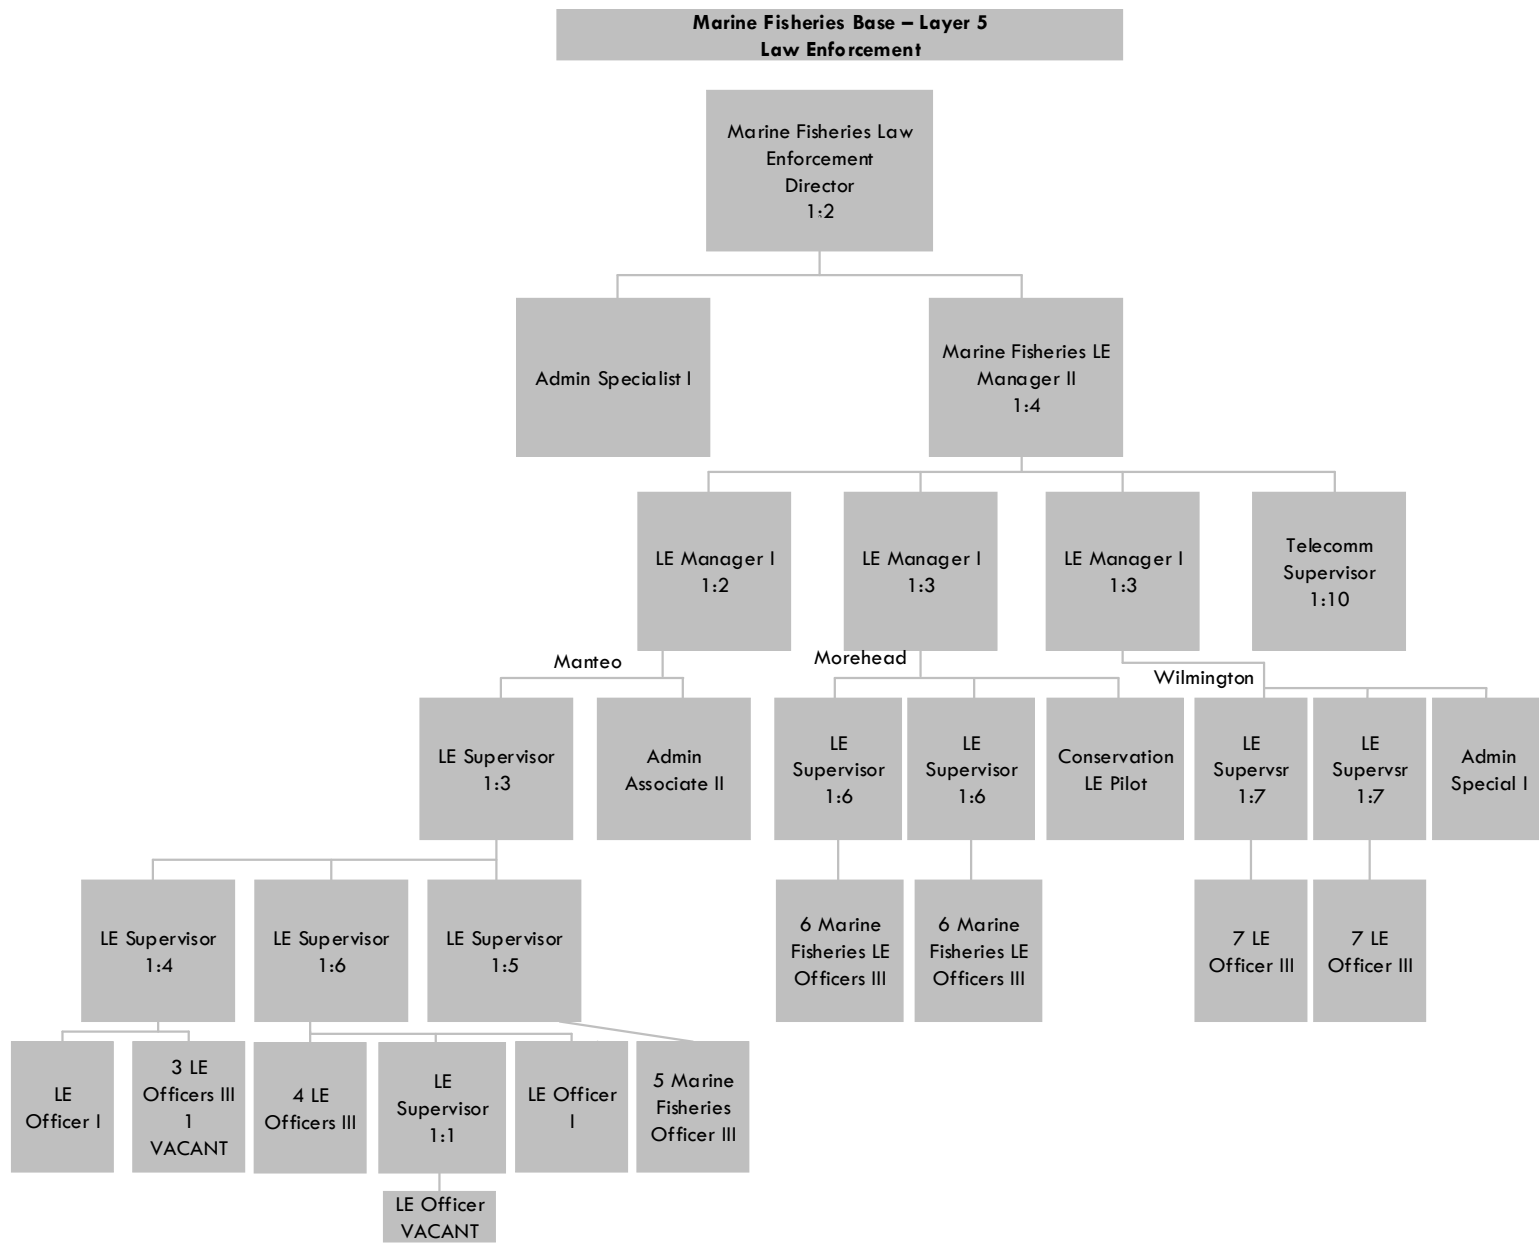 Marine Fisheries Base – Layer 5
Law Enforcement
Marine Fisheries Law
Enforcement
Director
1:2
Admin Specialist I
Marine Fisheries LE
Manager II
1:4
LE Manager I
1:2
LE Manager I
1:3
LE Manager I
1:3
Telecomm
Supervisor
1:10
Manteo
Morehead
Wilmington
LE Supervisor
1:3
Admin
Associate II
LE
Supervisor
1:6
LE
Supervisor
1:6
Conservation
LE Pilot
LE
Supervsr
1:7
LE
Supervsr
1:7
Admin
Special I
LE Supervisor
1:4
LE Supervisor
1:6
LE Supervisor
1:5
6 Marine
Fisheries LE
Officers III
6 Marine
Fisheries LE
Officers III
7 LE
Officer III
7 LE
Officer III
LE
Officer I
3 LE
Officers III
1
VACANT
4 LE
Officers III
LE
Supervisor
1:1
LE Officer
I
5 Marine
Fisheries
Officer III
LE Officer
VACANT